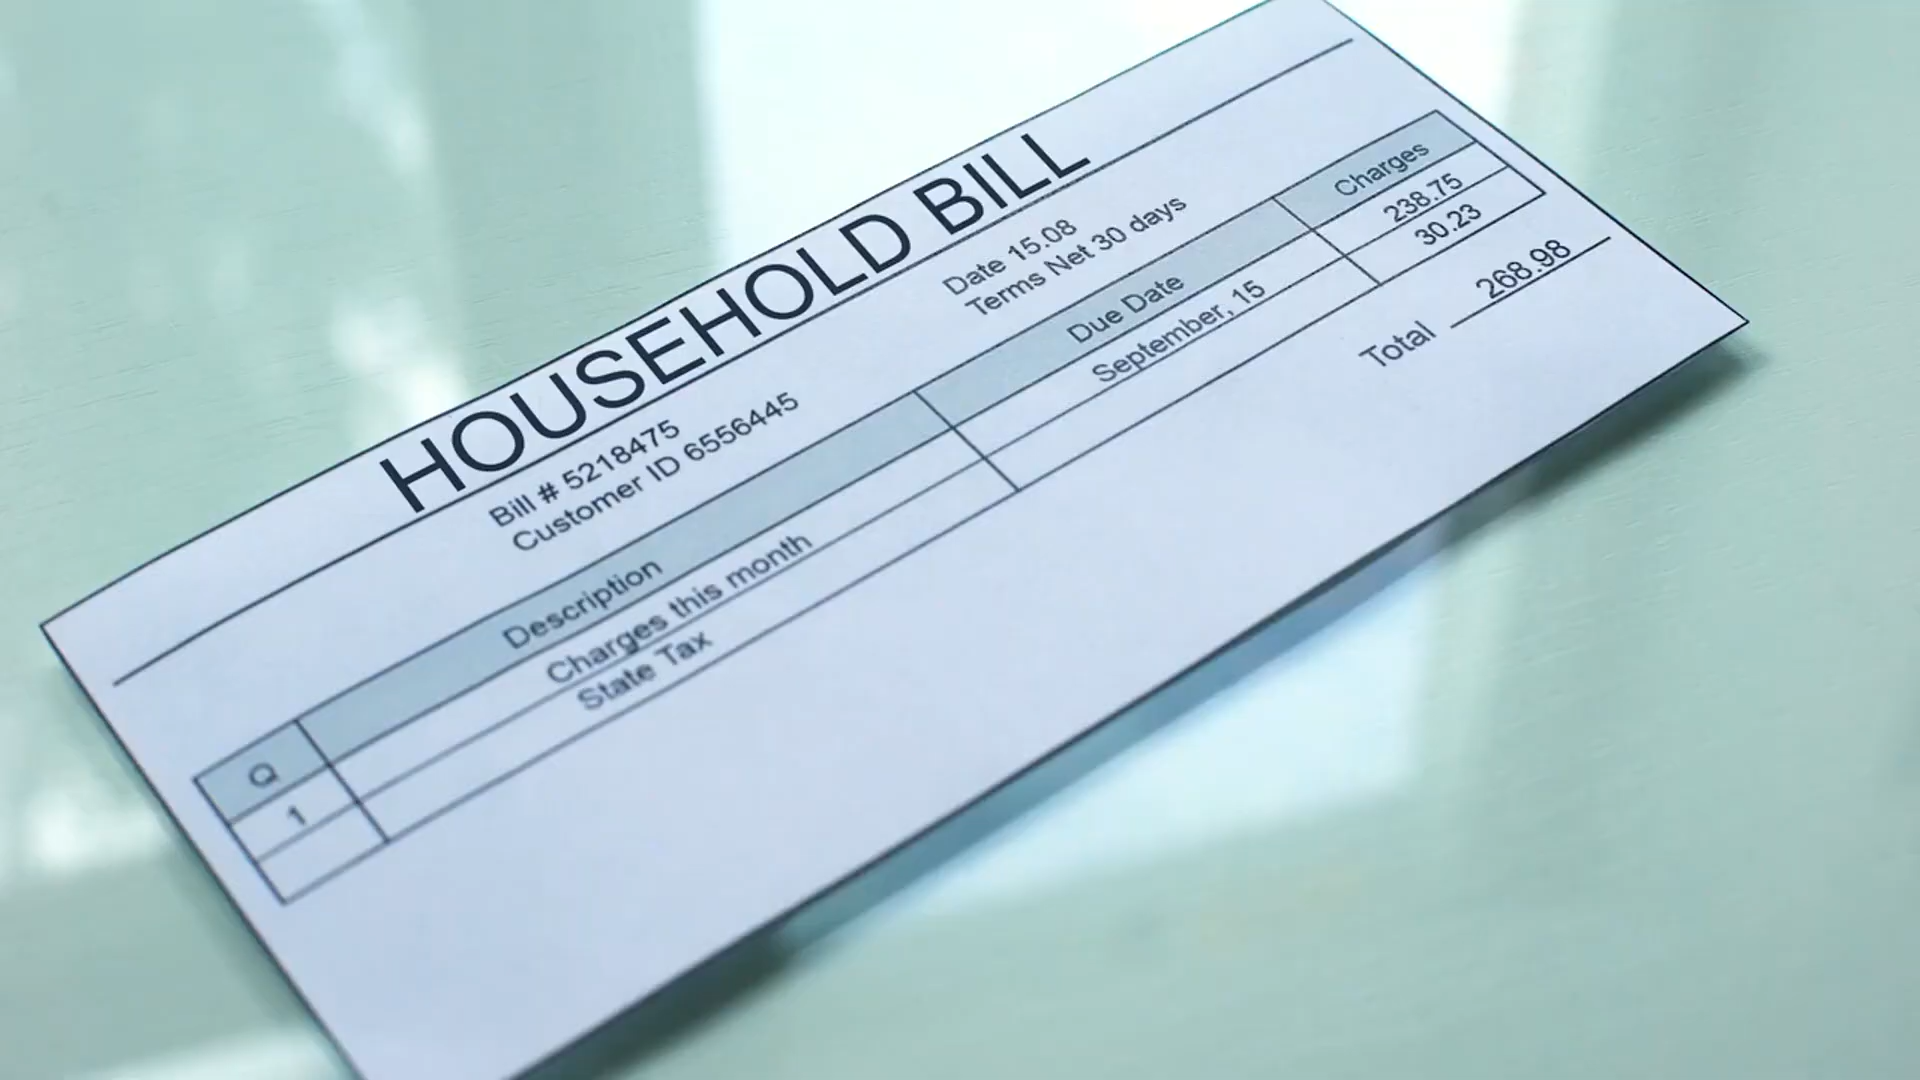 HOUSEHOLD BILL
Bill # 5218475
Customer ID 6556445
Date 15.08
Terms Net 30 days
Q Description Due Date Charges
1 Charges this month September, 15 238.75
State Tax 30.23
Total 268.98